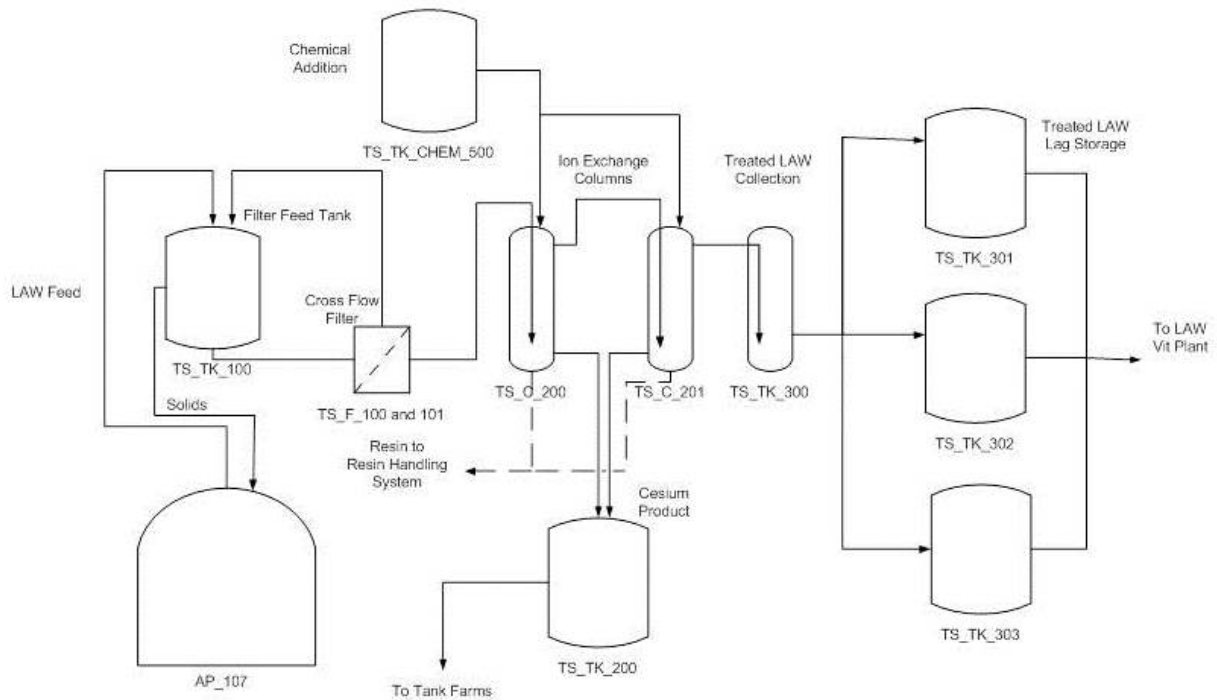 Chemical
Addition
TS_TK_CHEM_500
Ion Exchange
Columns
Treated LAW
Collection
Treated LAW
Lag Storage
Filter Feed Tank
TS_TK_301
LAW Feed
Cross Flow
Filter
To LAW
Vit Plant
TS_TK_100
TS_C_200
TS_C_201
TS_TK_300
Solids
TS_F_100 and 101
TS_TK_302
Resin to
Resin Handling
System
Cesium
Product
TS_TK_303
TS_TK_200
AP_107
To Tank Farms